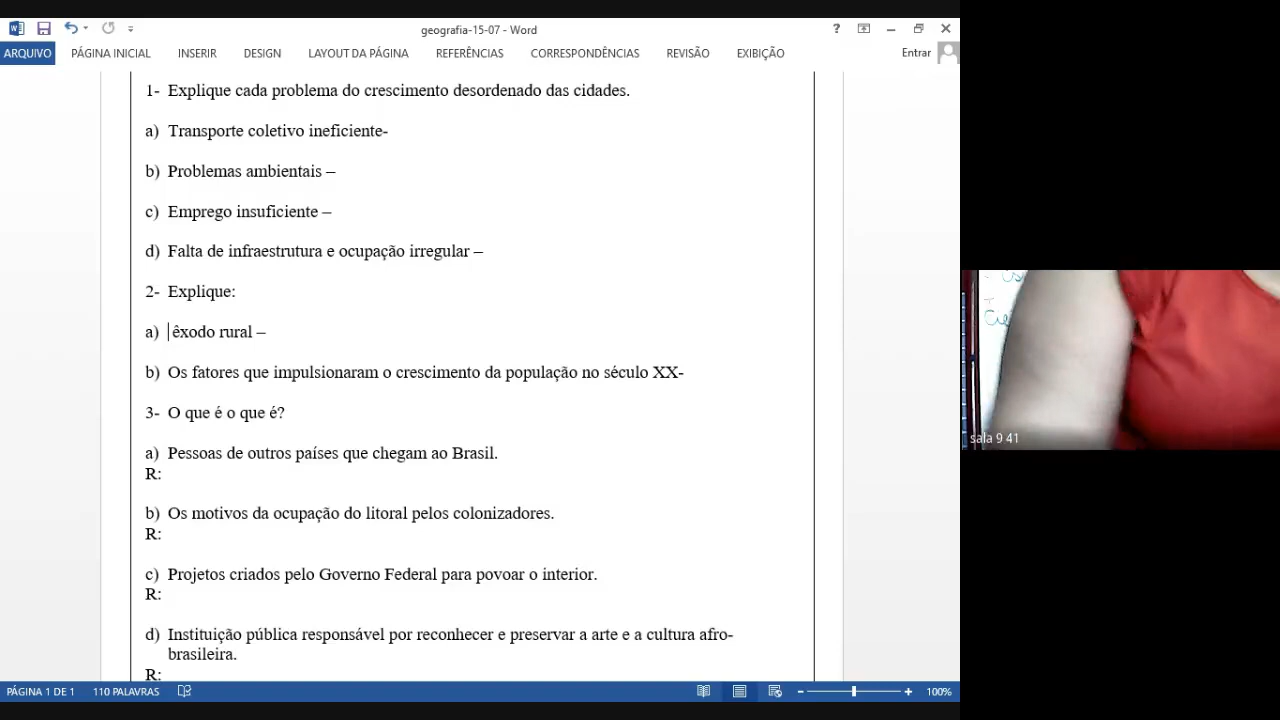 geografia-15-07 - Word
ARQUIVO PÁGINA INICIAL INSERIR DESIGN LAYOUT DA PÁGINA REFERÊNCIAS CORRESPONDÊNCIAS REVISÃO EXIBIÇÃO Entrar
1- Explique cada problema do crescimento desordenado das cidades.
a) Transporte coletivo ineficiente-
b) Problemas ambientais –
c) Emprego insuficiente –
d) Falta de infraestrutura e ocupação irregular –
2- Explique:
a) êxodo rural –
b) Os fatores que impulsionaram o crescimento da população no século XX-
3- O que é o que é?
a) Pessoas de outros países que chegam ao Brasil.
R:
b) Os motivos da ocupação do litoral pelos colonizadores.
R:
c) Projetos criados pelo Governo Federal para povoar o interior.
R:
d) Instituição pública responsável por reconhecer e preservar a arte e a cultura afro-
brasileira.
R:
PÁGINA 1 DE 1 110 PALAVRAS 100%
sala 9 41